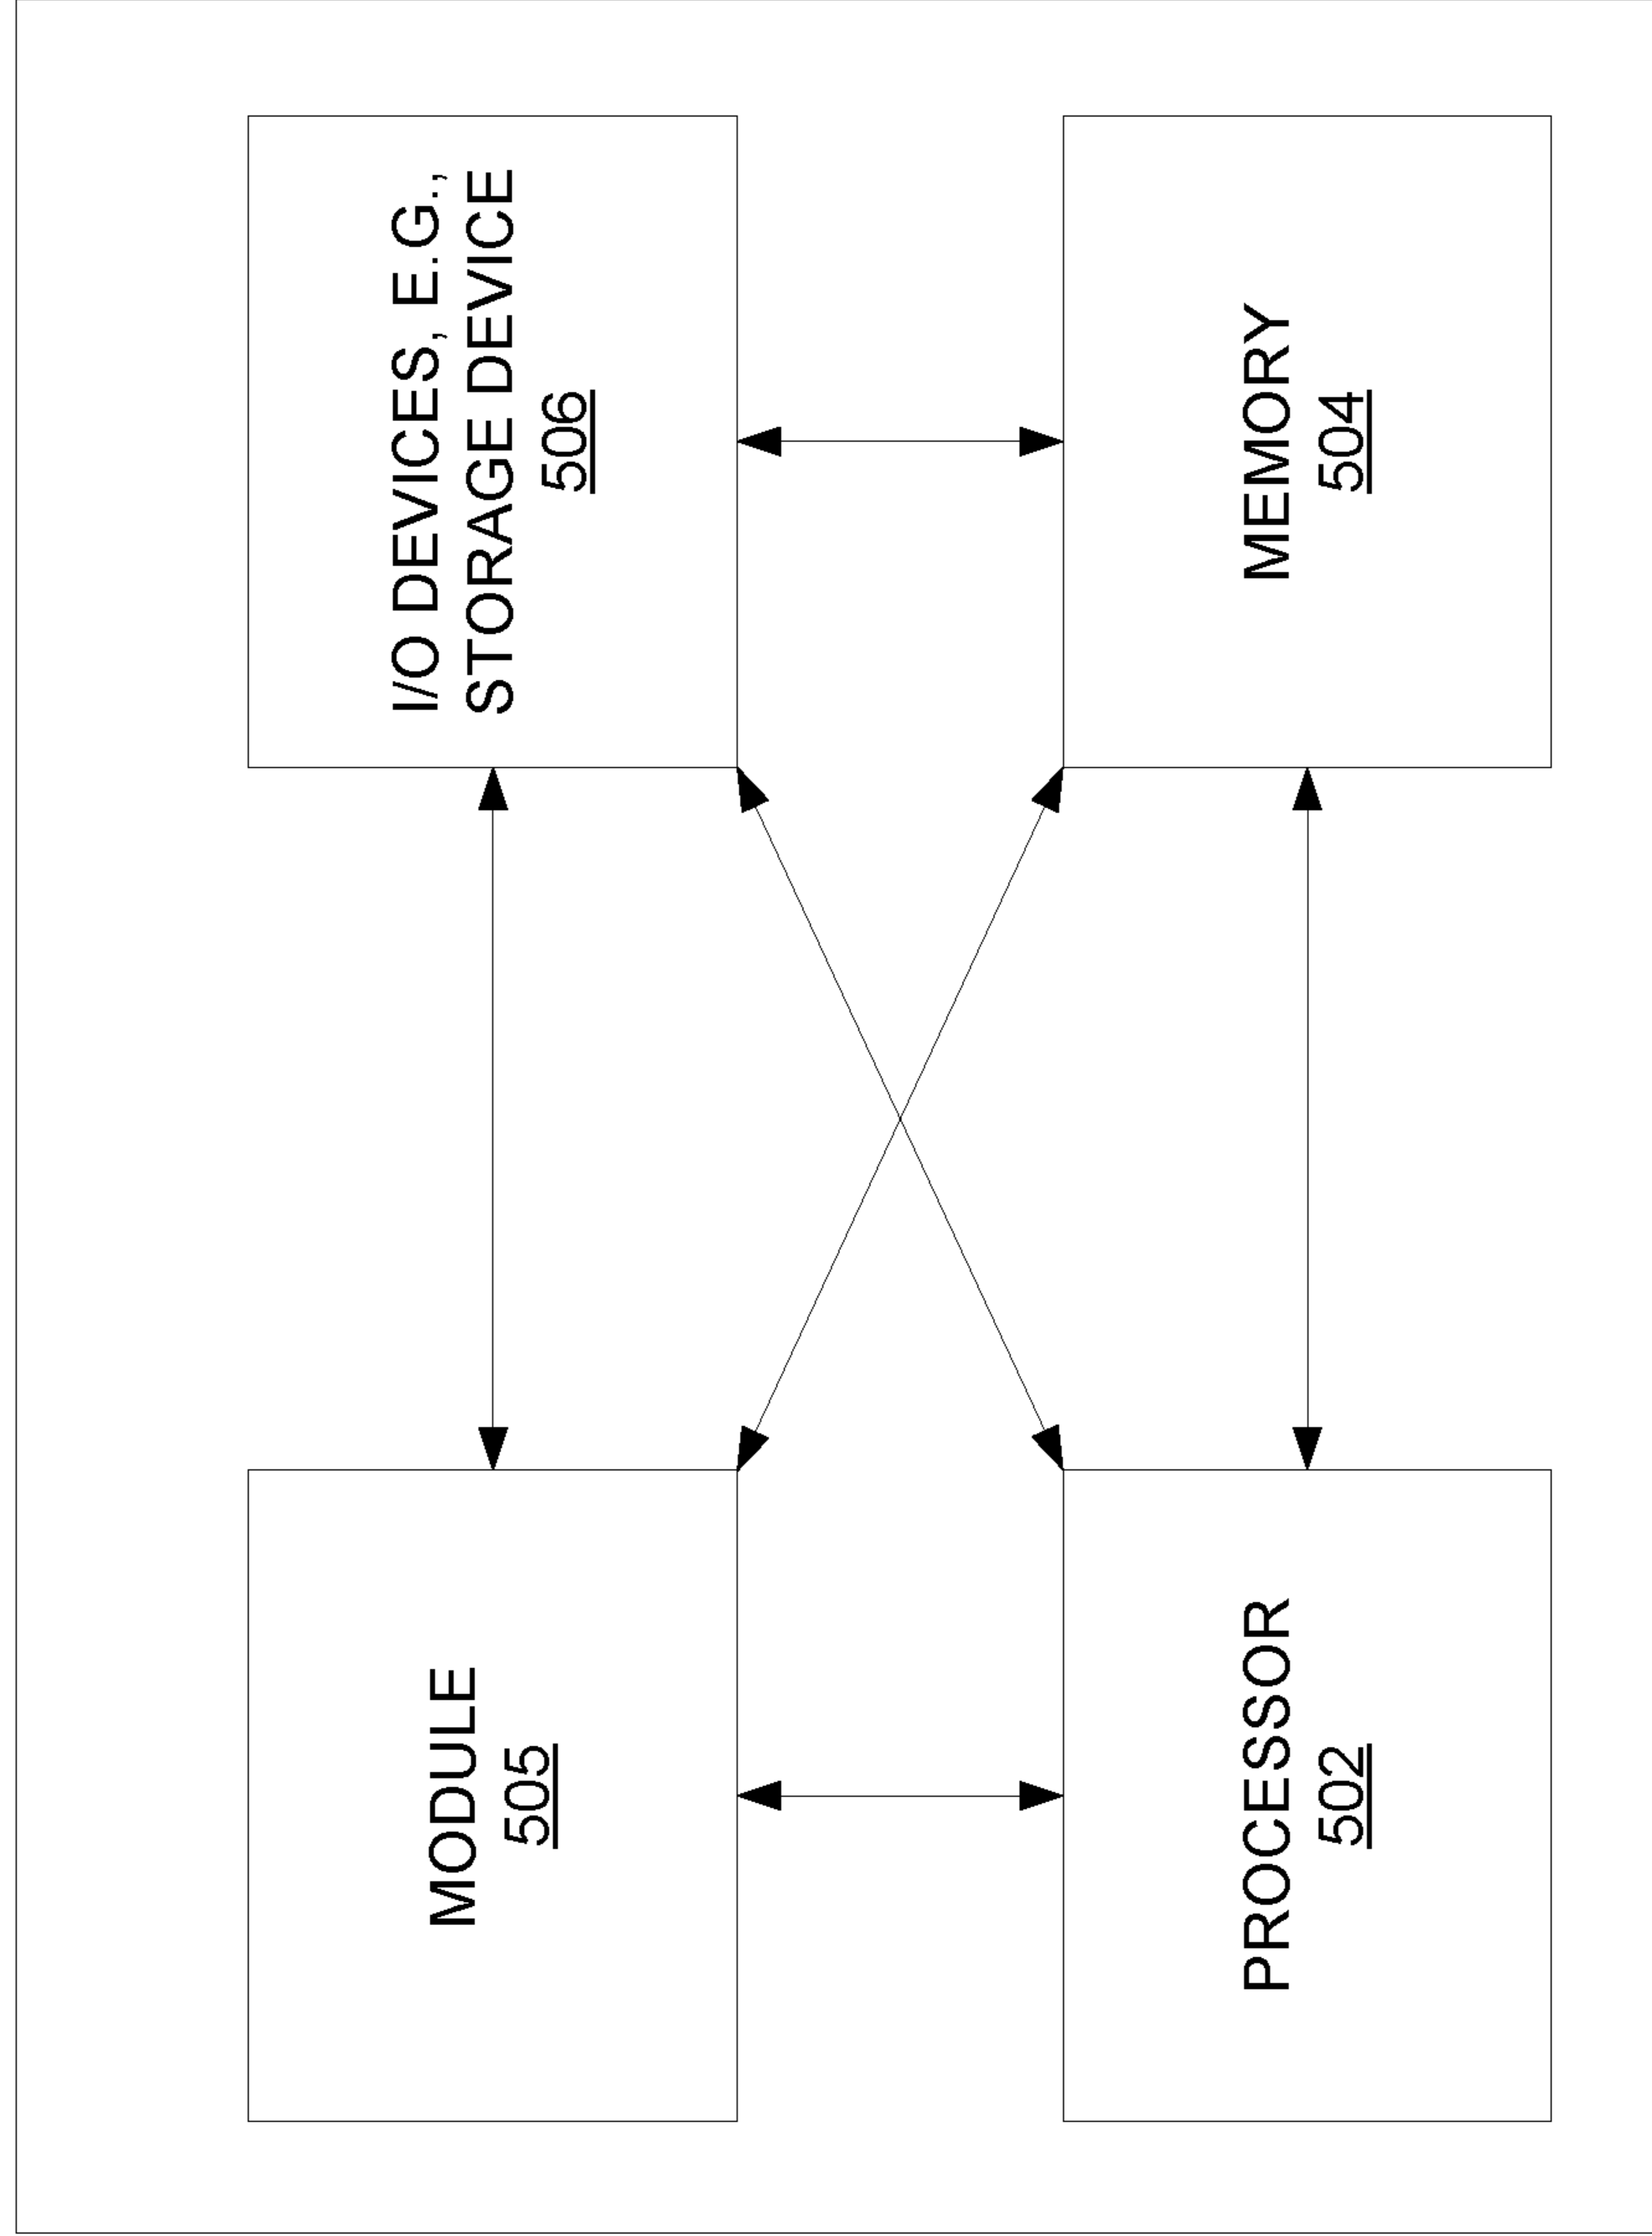 MODULE
505
I/O DEVICES, E.G.,
STORAGE DEVICE
506
PROCESSOR
502
MEMORY
504